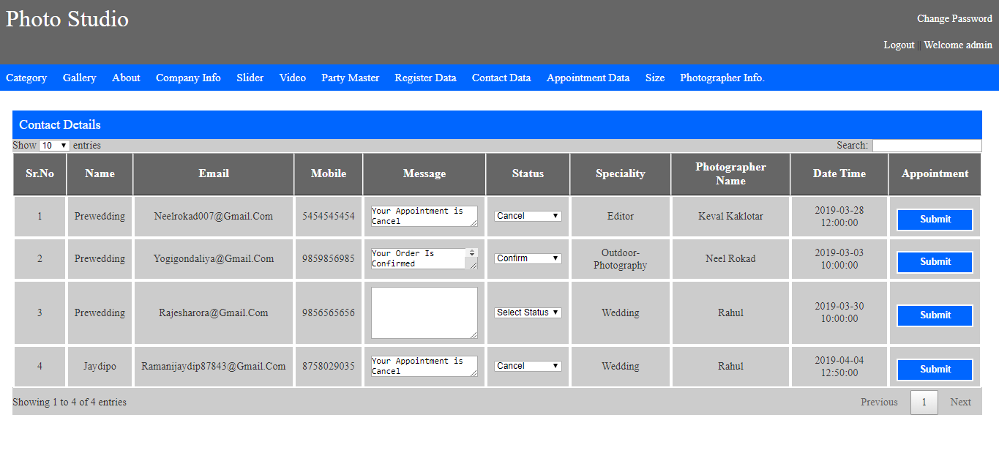 Photo Studio
Change Password
Logout || Welcome admin
Category Gallery About Company Info Slider Video Party Master Register Data Contact Data Appointment Data Size Photographer Info.
Contact Details
Show 10 entries Search:
Sr.No Name Email Mobile Message Status Speciality Photographer Name Date Time Appointment
1 Prewedding Neelrokad007@Gmail.Com 5454545454 Your Appointment is Cancel Cancel Editor Keval Kaklotar 2019-03-28 12:00:00 Submit
2 Prewedding Yogigondaliya@Gmail.Com 9859856985 Your Order Is Confirmed Confirm Outdoor-Photography Neel Rokad 2019-03-03 10:00:00 Submit
3 Prewedding Rajesharora@Gmail.Com 9856565656 Select Status Wedding Rahul 2019-03-30 10:00:00 Submit
4 Jaydipo Ramanijaydip87843@Gmail.Com 8758029035 Your Appointment is Cancel Cancel Wedding Rahul 2019-04-04 12:50:00 Submit
Showing 1 to 4 of 4 entries Previous 1 Next